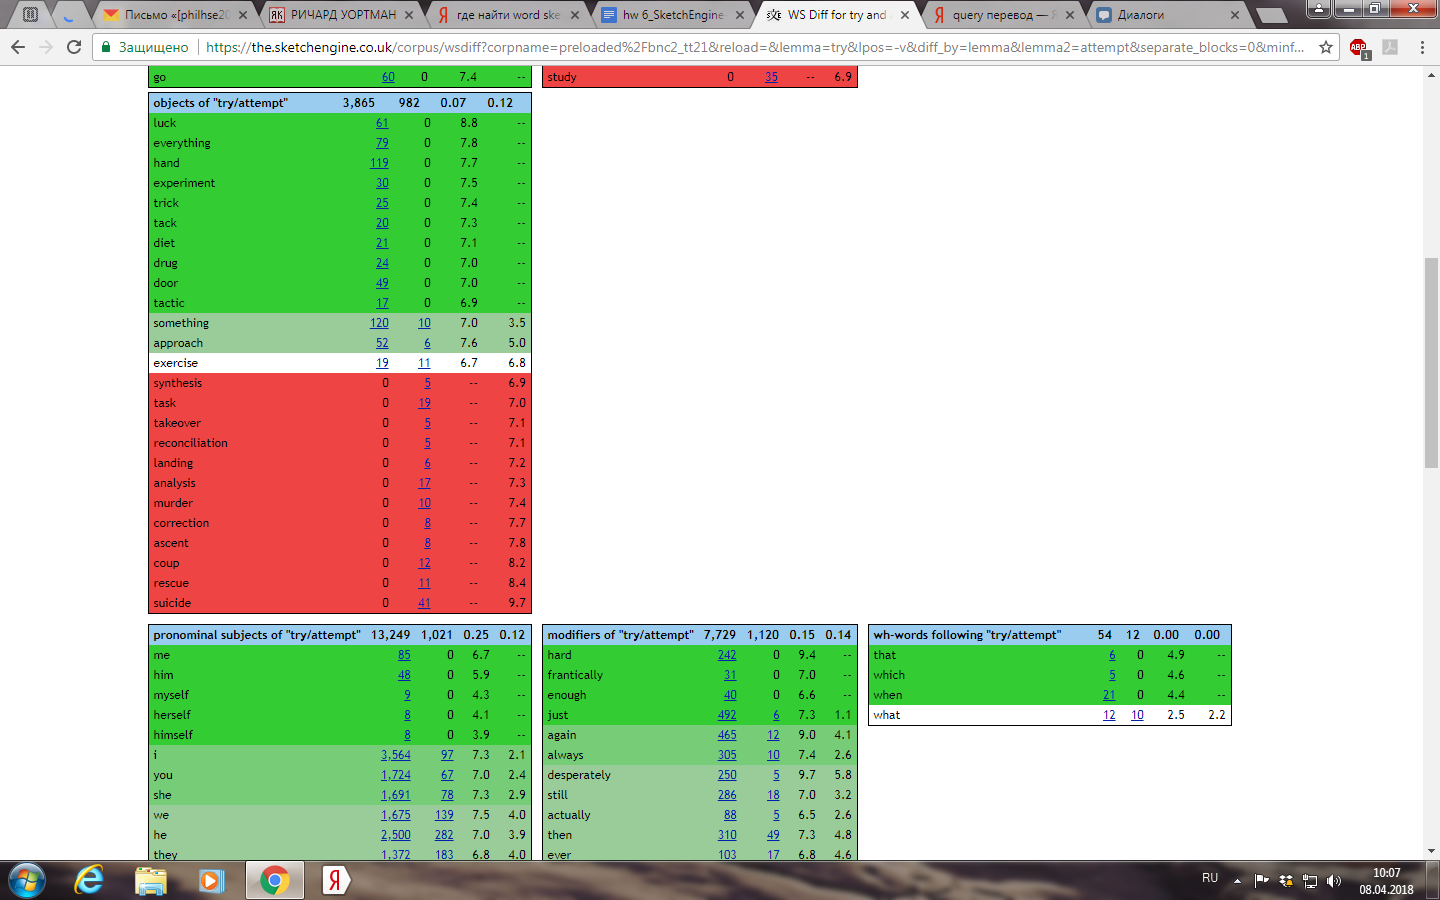 Письмо «[philhse20
РИЧАРД УОРТМАН
где найти word ske
hw 6_SketchEngine
WS Diff for try and
query перевод —
Диалоги
Защищено https://the.sketchengine.co.uk/corpus/wsdiff?corpname=preloaded%2Fbnc2_tt21&reload=&lemma=try&lpos=-v&diff_by=lemma&lemma2=attempt&separate_blocks=0&minf...
ABP 1
go 60 0 7.4 --
study 0 35 -- 6.9
objects of "try/attempt" 3,865 982 0.07 0.12
luck 61 0 8.8 --
everything 79 0 7.8 --
hand 119 0 7.7 --
experiment 30 0 7.5 --
trick 25 0 7.4 --
tack 20 0 7.3 --
diet 21 0 7.1 --
drug 24 0 7.0 --
door 49 0 7.0 --
tactic 17 0 6.9 --
something 120 10 7.0 3.5
approach 52 6 7.6 5.0
exercise 19 11 6.7 6.8
synthesis 0 5 -- 6.9
task 0 19 -- 7.0
takeover 0 5 -- 7.1
reconciliation 0 5 -- 7.1
landing 0 6 -- 7.2
analysis 0 17 -- 7.3
murder 0 10 -- 7.4
correction 0 8 -- 7.7
ascent 0 8 -- 7.8
coup 0 12 -- 8.2
rescue 0 11 -- 8.4
suicide 0 41 -- 9.7
pronominal subjects of "try/attempt" 13,249 1,021 0.25 0.12
me 85 0 6.7 --
him 48 0 5.9 --
myself 9 0 4.3 --
herself 8 0 4.1 --
himself 8 0 3.9 --
i 3,564 97 7.3 2.1
you 1,724 67 7.0 2.4
she 1,691 78 7.3 2.9
we 1,675 139 7.5 4.0
he 2,500 282 7.0 3.9
they 1,372 183 6.8 4.0
modifiers of "try/attempt" 7,729 1,120 0.15 0.14
hard 242 0 9.4 --
frantically 31 0 7.0 --
enough 40 0 6.6 --
just 492 6 7.3 1.1
again 465 12 9.0 4.1
always 305 10 7.4 2.6
desperately 250 5 9.7 5.8
still 286 18 7.0 3.2
actually 88 5 6.5 2.6
then 310 49 7.3 4.8
ever 103 17 6.8 4.6
wh-words following "try/attempt" 54 12 0.00 0.00
that 6 0 4.9 --
which 5 0 4.6 --
when 21 0 4.4 --
what 12 10 2.5 2.2
RU
10:07
08.04.2018